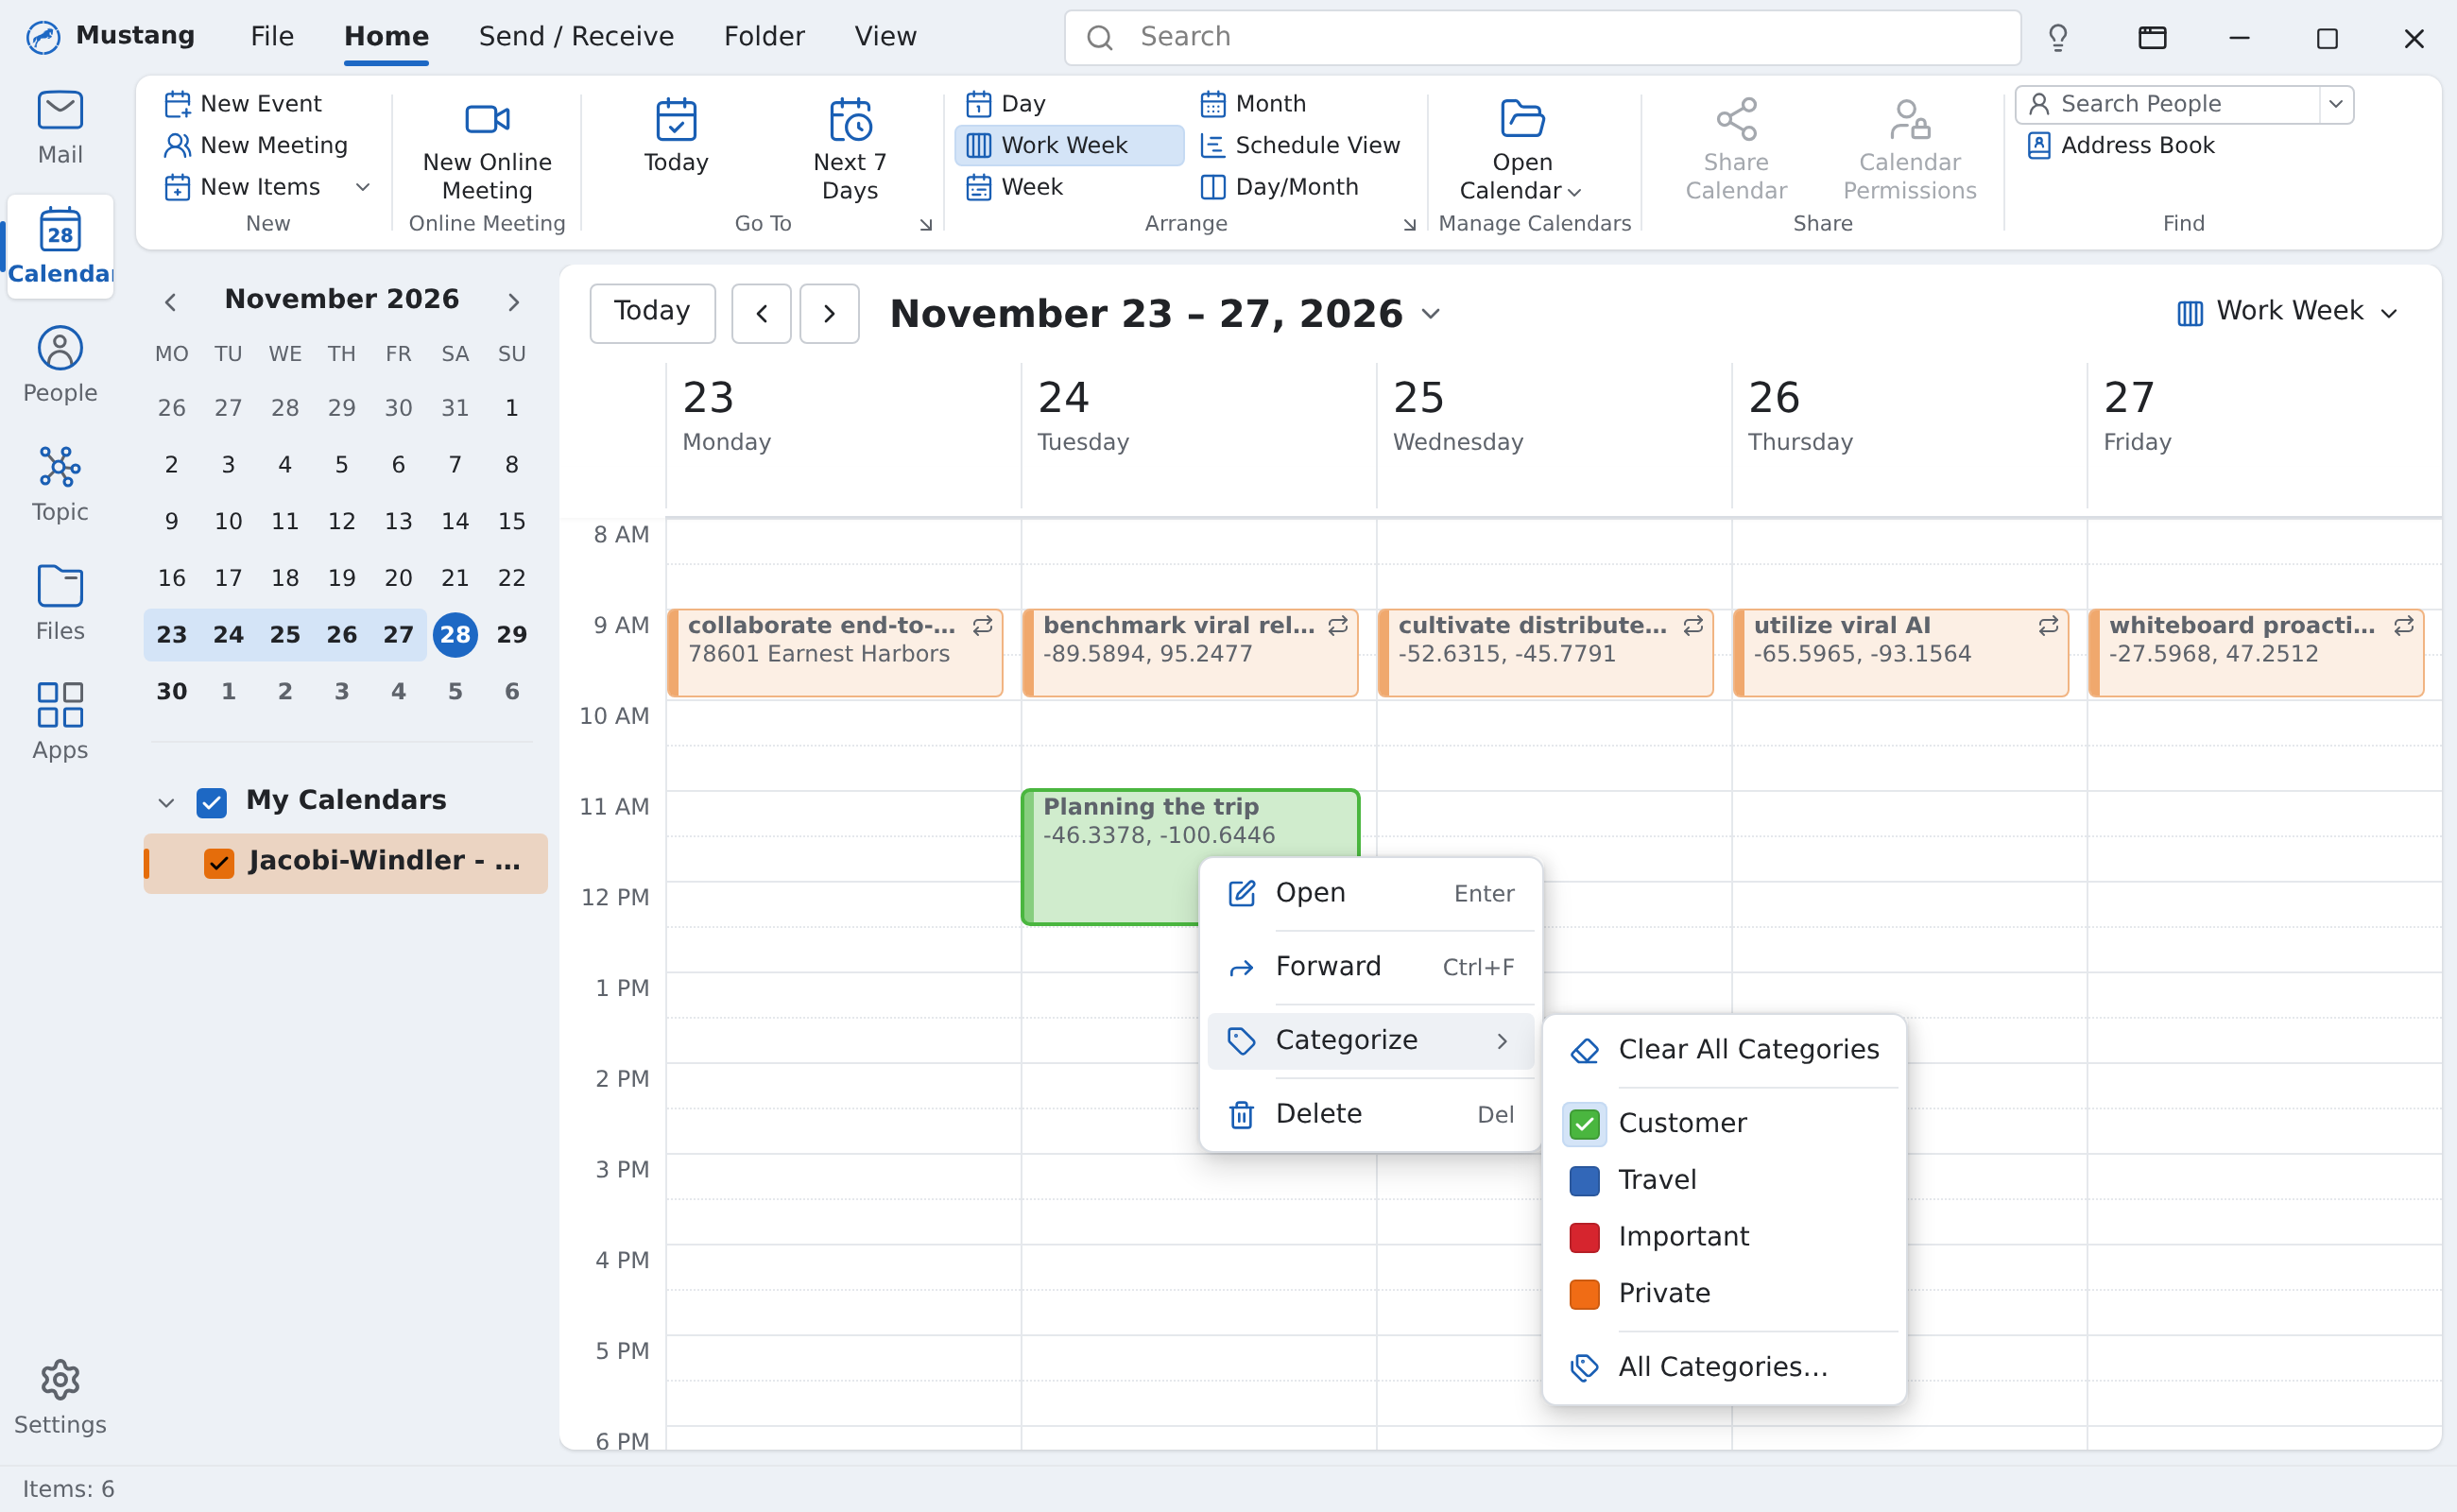 Mustang
File
Home
Send / Receive
Folder
View
Search
Mail
28
Calendar
People
Topic
Files
Apps
Settings
New Event
New Meeting
New Items
New
New Online
Meeting
Online Meeting
Today
Next 7
Days
Go To
Day
Work Week
Week
Month
Schedule View
Day/Month
Arrange
Open
Calendar
Manage Calendars
Share
Calendar
Calendar
Permissions
Share
Search People
Address Book
Find
November 2026
MO TU WE TH FR SA SU
26 27 28 29 30 31 1
2 3 4 5 6 7 8
9 10 11 12 13 14 15
16 17 18 19 20 21 22
23 24 25 26 27 28 29
30 1 2 3 4 5 6
My Calendars
Jacobi-Windler - ...
Today
November 23 – 27, 2026
Work Week
23
Monday
24
Tuesday
25
Wednesday
26
Thursday
27
Friday
8 AM
9 AM
10 AM
11 AM
12 PM
1 PM
2 PM
3 PM
4 PM
5 PM
6 PM
collaborate end-to-...
78601 Earnest Harbors
benchmark viral rel...
-89.5894, 95.2477
cultivate distribute...
-52.6315, -45.7791
utilize viral AI
-65.5965, -93.1564
whiteboard proacti...
-27.5968, 47.2512
Planning the trip
-46.3378, -100.6446
Open Enter
Forward Ctrl+F
Categorize
Delete Del
Clear All Categories
Customer
Travel
Important
Private
All Categories...
Items: 6